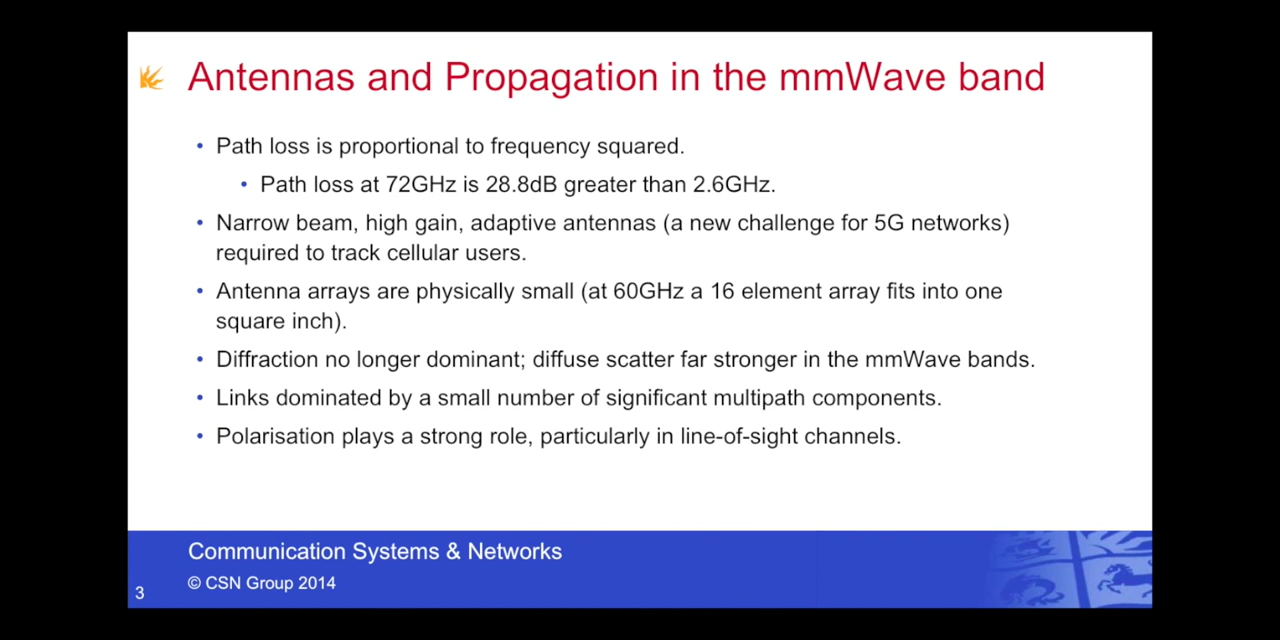 Antennas and Propagation in the mmWave band
• Path loss is proportional to frequency squared.
• Path loss at 72GHz is 28.8dB greater than 2.6GHz.
• Narrow beam, high gain, adaptive antennas (a new challenge for 5G networks)
required to track cellular users.
• Antenna arrays are physically small (at 60GHz a 16 element array fits into one
square inch).
• Diffraction no longer dominant; diffuse scatter far stronger in the mmWave bands.
• Links dominated by a small number of significant multipath components.
• Polarisation plays a strong role, particularly in line-of-sight channels.
Communication Systems & Networks
© CSN Group 2014
3